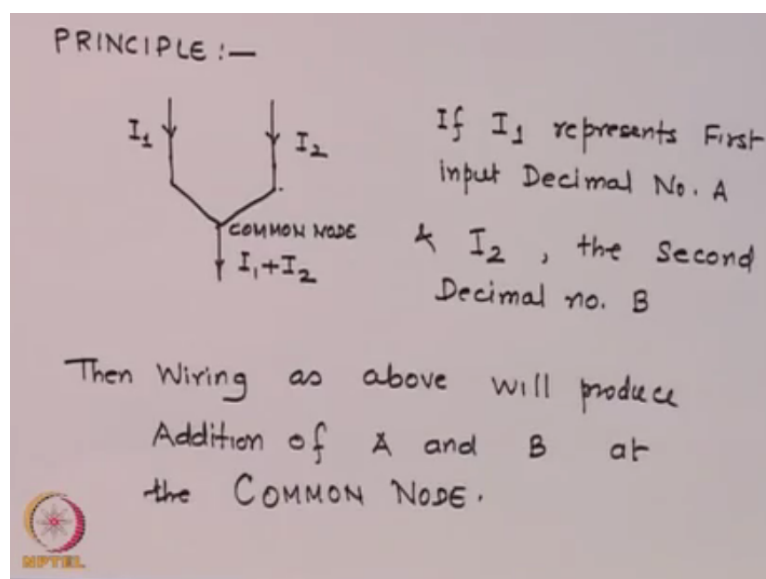 PRINCIPLE :—
I1
I2
COMMON NODE
I1+I2
If I1 represents First
input Decimal No. A
& I2 , the Second
Decimal no. B
Then Wiring as above will produce
Addition of A and B at
the COMMON NODE.
NPTEL